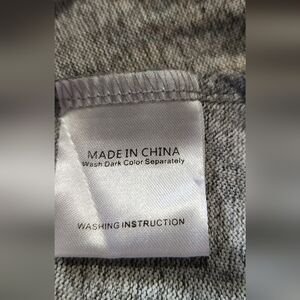 MADE IN CHINA
Wash Dark Color Separately
WASHING INSTRUCTION